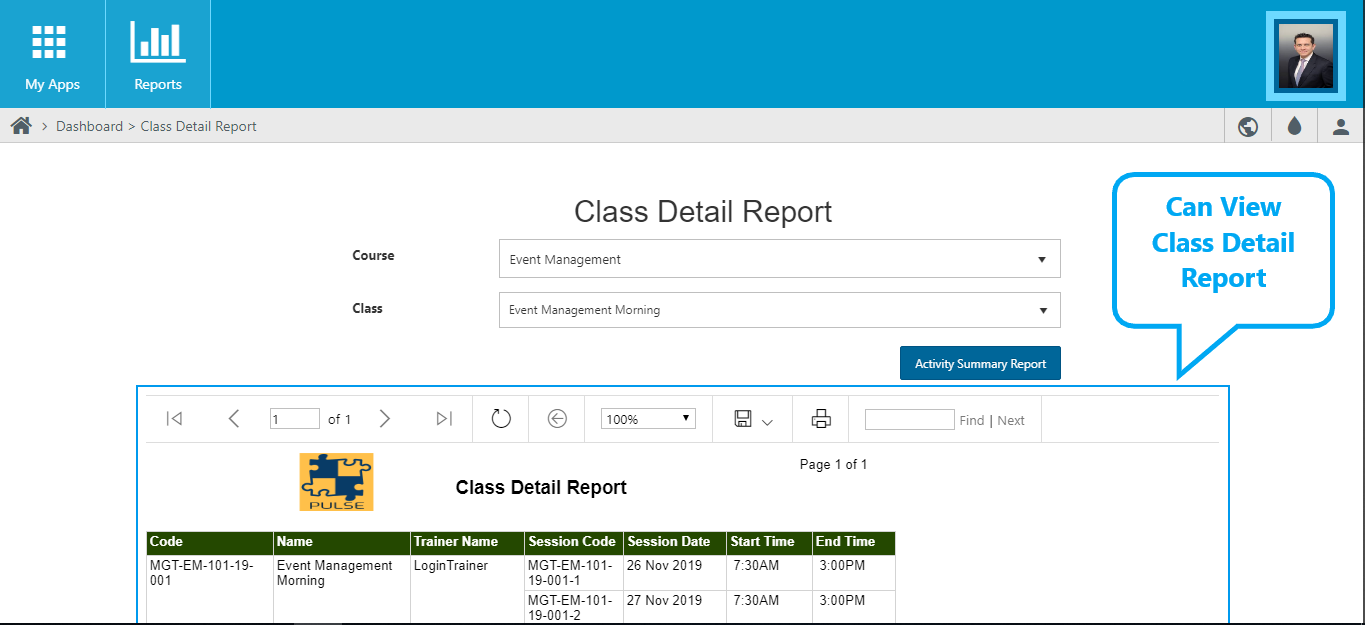 My Apps
Reports
> Dashboard > Class Detail Report
Can View
Class Detail
Report
Class Detail Report
Course
Event Management
Class
Event Management Morning
Activity Summary Report
1 of 1
100%
Find | Next
PULSE
Class Detail Report
Page 1 of 1
Code Name Trainer Name Session Code Session Date Start Time End Time
MGT-EM-101-19- Event Management LoginTrainer MGT-EM-101- 26 Nov 2019 7:30AM 3:00PM
001 Morning 19-001-1
MGT-EM-101- 27 Nov 2019 7:30AM 3:00PM
19-001-2